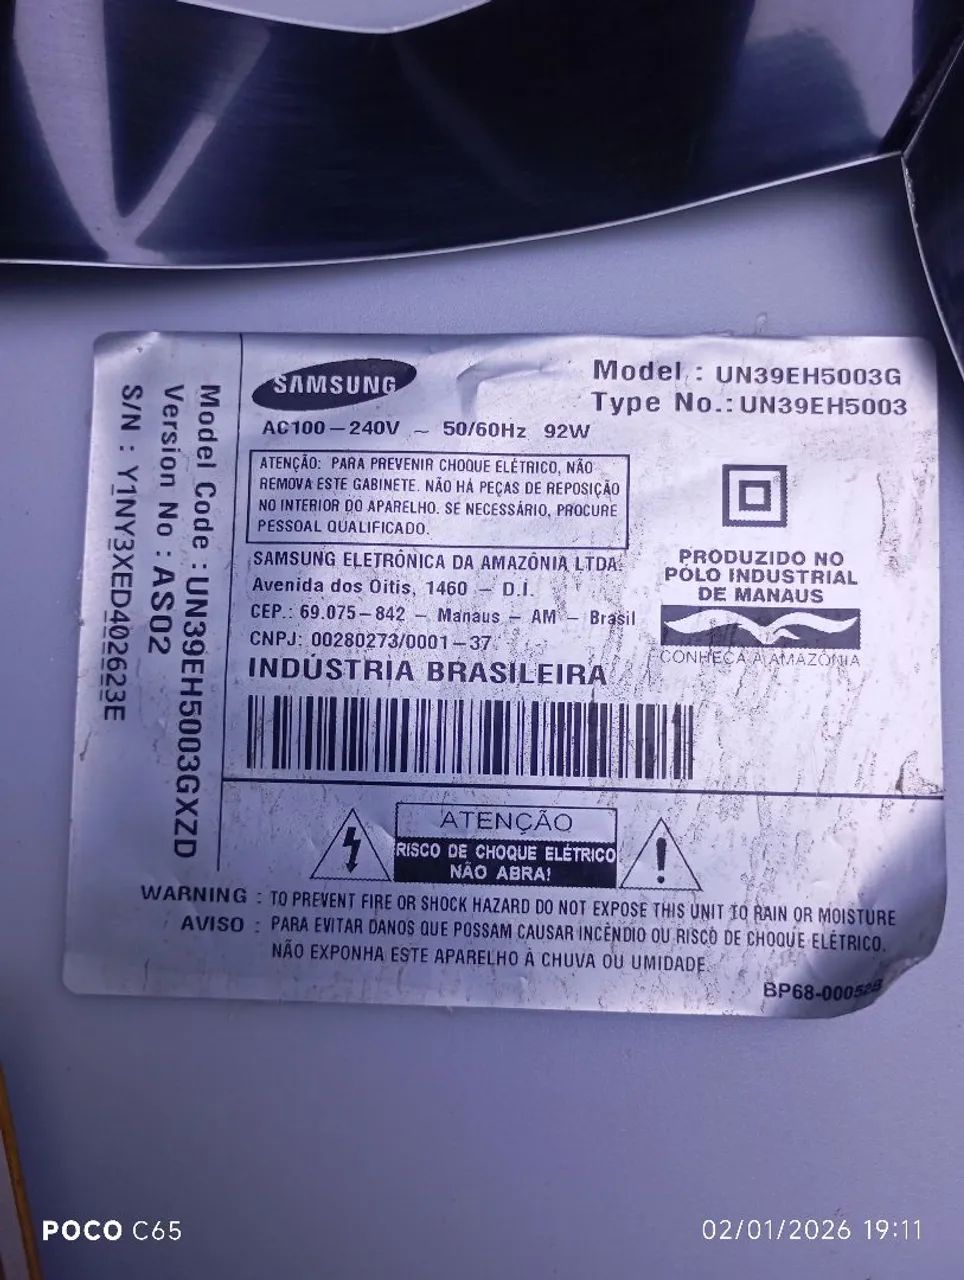 SAMSUNG
Model : UN39EH5003G
Type No.: UN39EH5003
AC100-240V ~ 50/60Hz 92W
ATENÇÃO: PARA PREVENIR CHOQUE ELÉTRICO, NÃO
REMOVA ESTE GABINETE. NÃO HÁ PEÇAS DE REPOSIÇÃO
NO INTERIOR DO APARELHO. SE NECESSÁRIO, PROCURE
PESSOAL QUALIFICADO.
SAMSUNG ELETRÔNICA DA AMAZÔNIA LTDA.
Avenida dos Oitis, 1460 - D.I.
CEP.: 69.075-842 - Manaus - AM - Brasil
CNPJ: 00280273/0001-37
INDÚSTRIA BRASILEIRA
PRODUZIDO NO
PÓLO INDUSTRIAL
DE MANAUS
CONHEÇA A AMAZÔNIA
Model Code : UN39EH5003GXZD
Version No : AS02
S/N : Y1NY3XED402623E
ATENÇÃO
RISCO DE CHOQUE ELÉTRICO
NÃO ABRA!
WARNING : TO PREVENT FIRE OR SHOCK HAZARD DO NOT EXPOSE THIS UNIT TO RAIN OR MOISTURE
AVISO : PARA EVITAR DANOS QUE POSSAM CAUSAR INCÊNDIO OU RISCO DE CHOQUE ELÉTRICO.
NÃO EXPONHA ESTE APARELHO À CHUVA OU UMIDADE.
POCO C65
02/01/2026 19:11